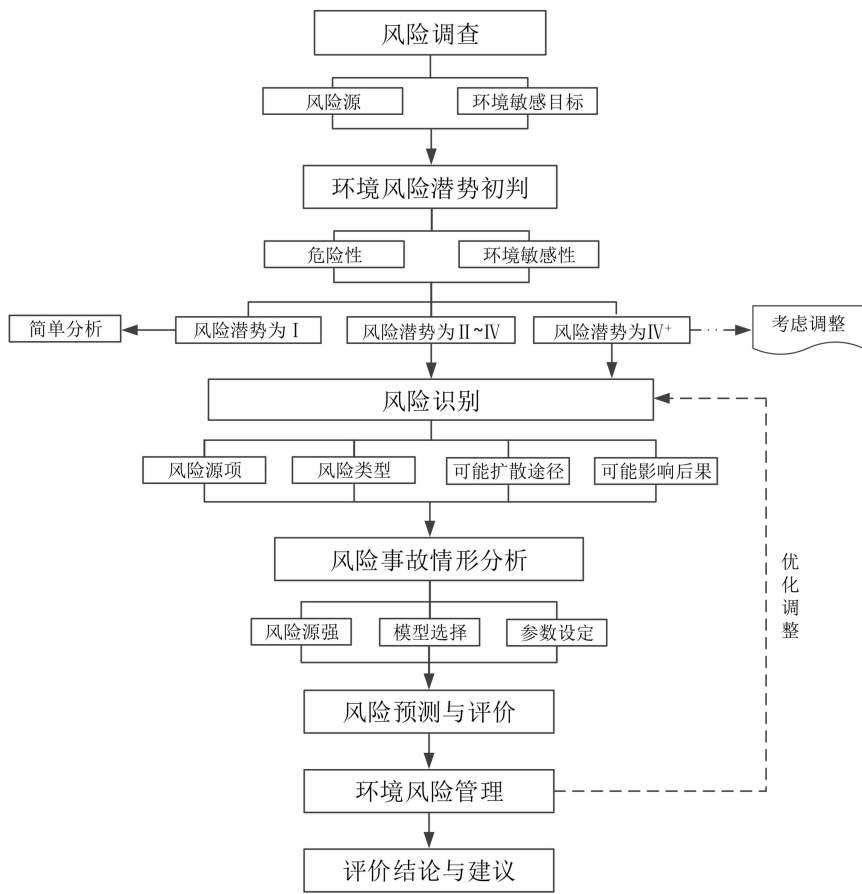 风险调查
风险源
环境敏感目标
环境风险潜势初判
危险性
环境敏感性
简单分析
风险潜势为Ⅰ
风险潜势为Ⅱ~Ⅳ
风险潜势为Ⅳ⁺
考虑调整
风险识别
风险源项
风险类型
可能扩散途径
可能影响后果
风险事故情形分析
优化调整
风险源强
模型选择
参数设定
风险预测与评价
环境风险管理
评价结论与建议